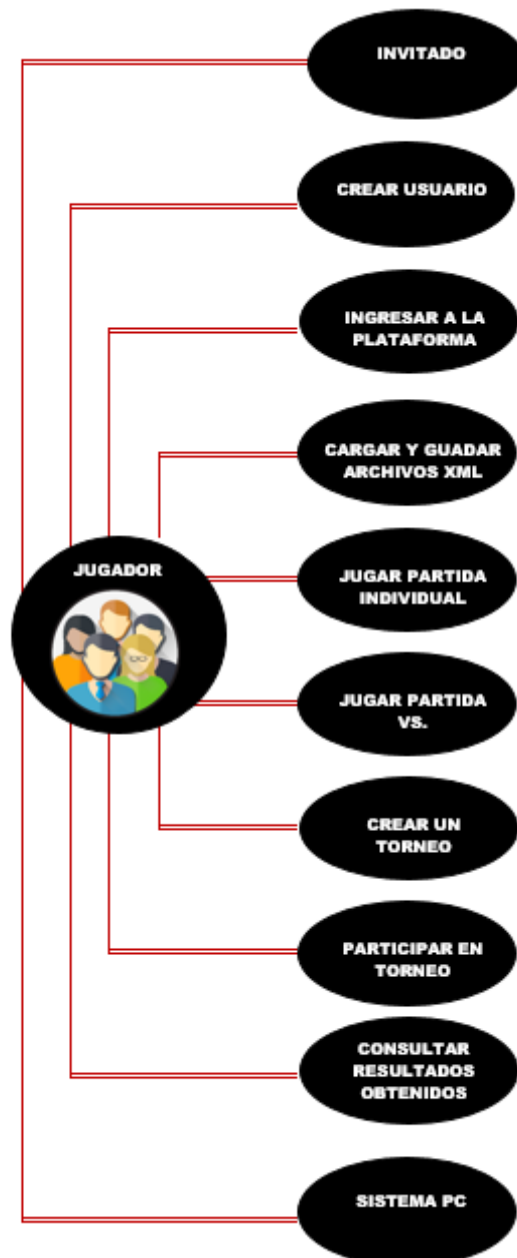 INVITADO
CREAR USUARIO
INGRESAR A LA
PLATAFORMA
CARGAR Y GUADAR
ARCHIVOS XML
JUGADOR
JUGAR PARTIDA
INDIVIDUAL
JUGAR PARTIDA
VS.
CREAR UN
TORNEO
PARTICIPAR EN
TORNEO
CONSULTAR
RESULTADOS
OBTENIDOS
SISTEMA PC